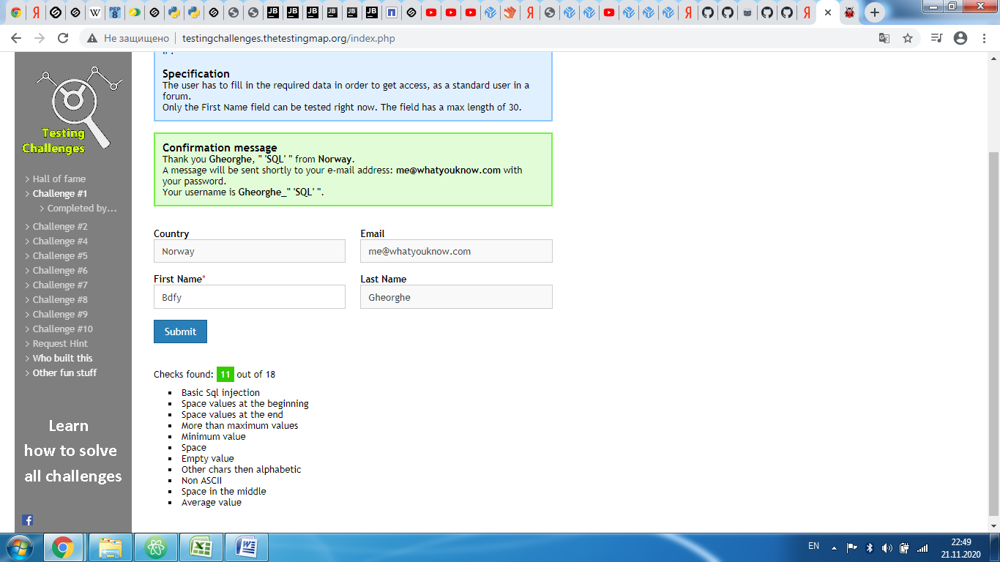 Не защищено | testingchallenges.thetestingmap.org/index.php
Testing
Challenges
> Hall of fame
> Challenge #1
> Completed by...
> Challenge #2
> Challenge #4
> Challenge #5
> Challenge #6
> Challenge #7
> Challenge #8
> Challenge #9
> Challenge #10
> Request Hint
> Who built this
> Other fun stuff
Learn
how to solve
all challenges
Specification
The user has to fill in the required data in order to get access, as a standard user in a
forum.
Only the First Name field can be tested right now. The field has a max length of 30.
Confirmation message
Thank you Gheorghe, " 'SQL' " from Norway.
A message will be sent shortly to your e-mail address: me@whatyouknow.com with
your password.
Your username is Gheorghe_" 'SQL' ".
Country Email
Norway me@whatyouknow.com
First Name* Last Name
Bdfy Gheorghe
Submit
Checks found: 11 out of 18
Basic Sql injection
Space values at the beginning
Space values at the end
More than maximum values
Minimum value
Space
Empty value
Other chars then alphabetic
Non ASCII
Space in the middle
Average value
EN 22:49
21.11.2020